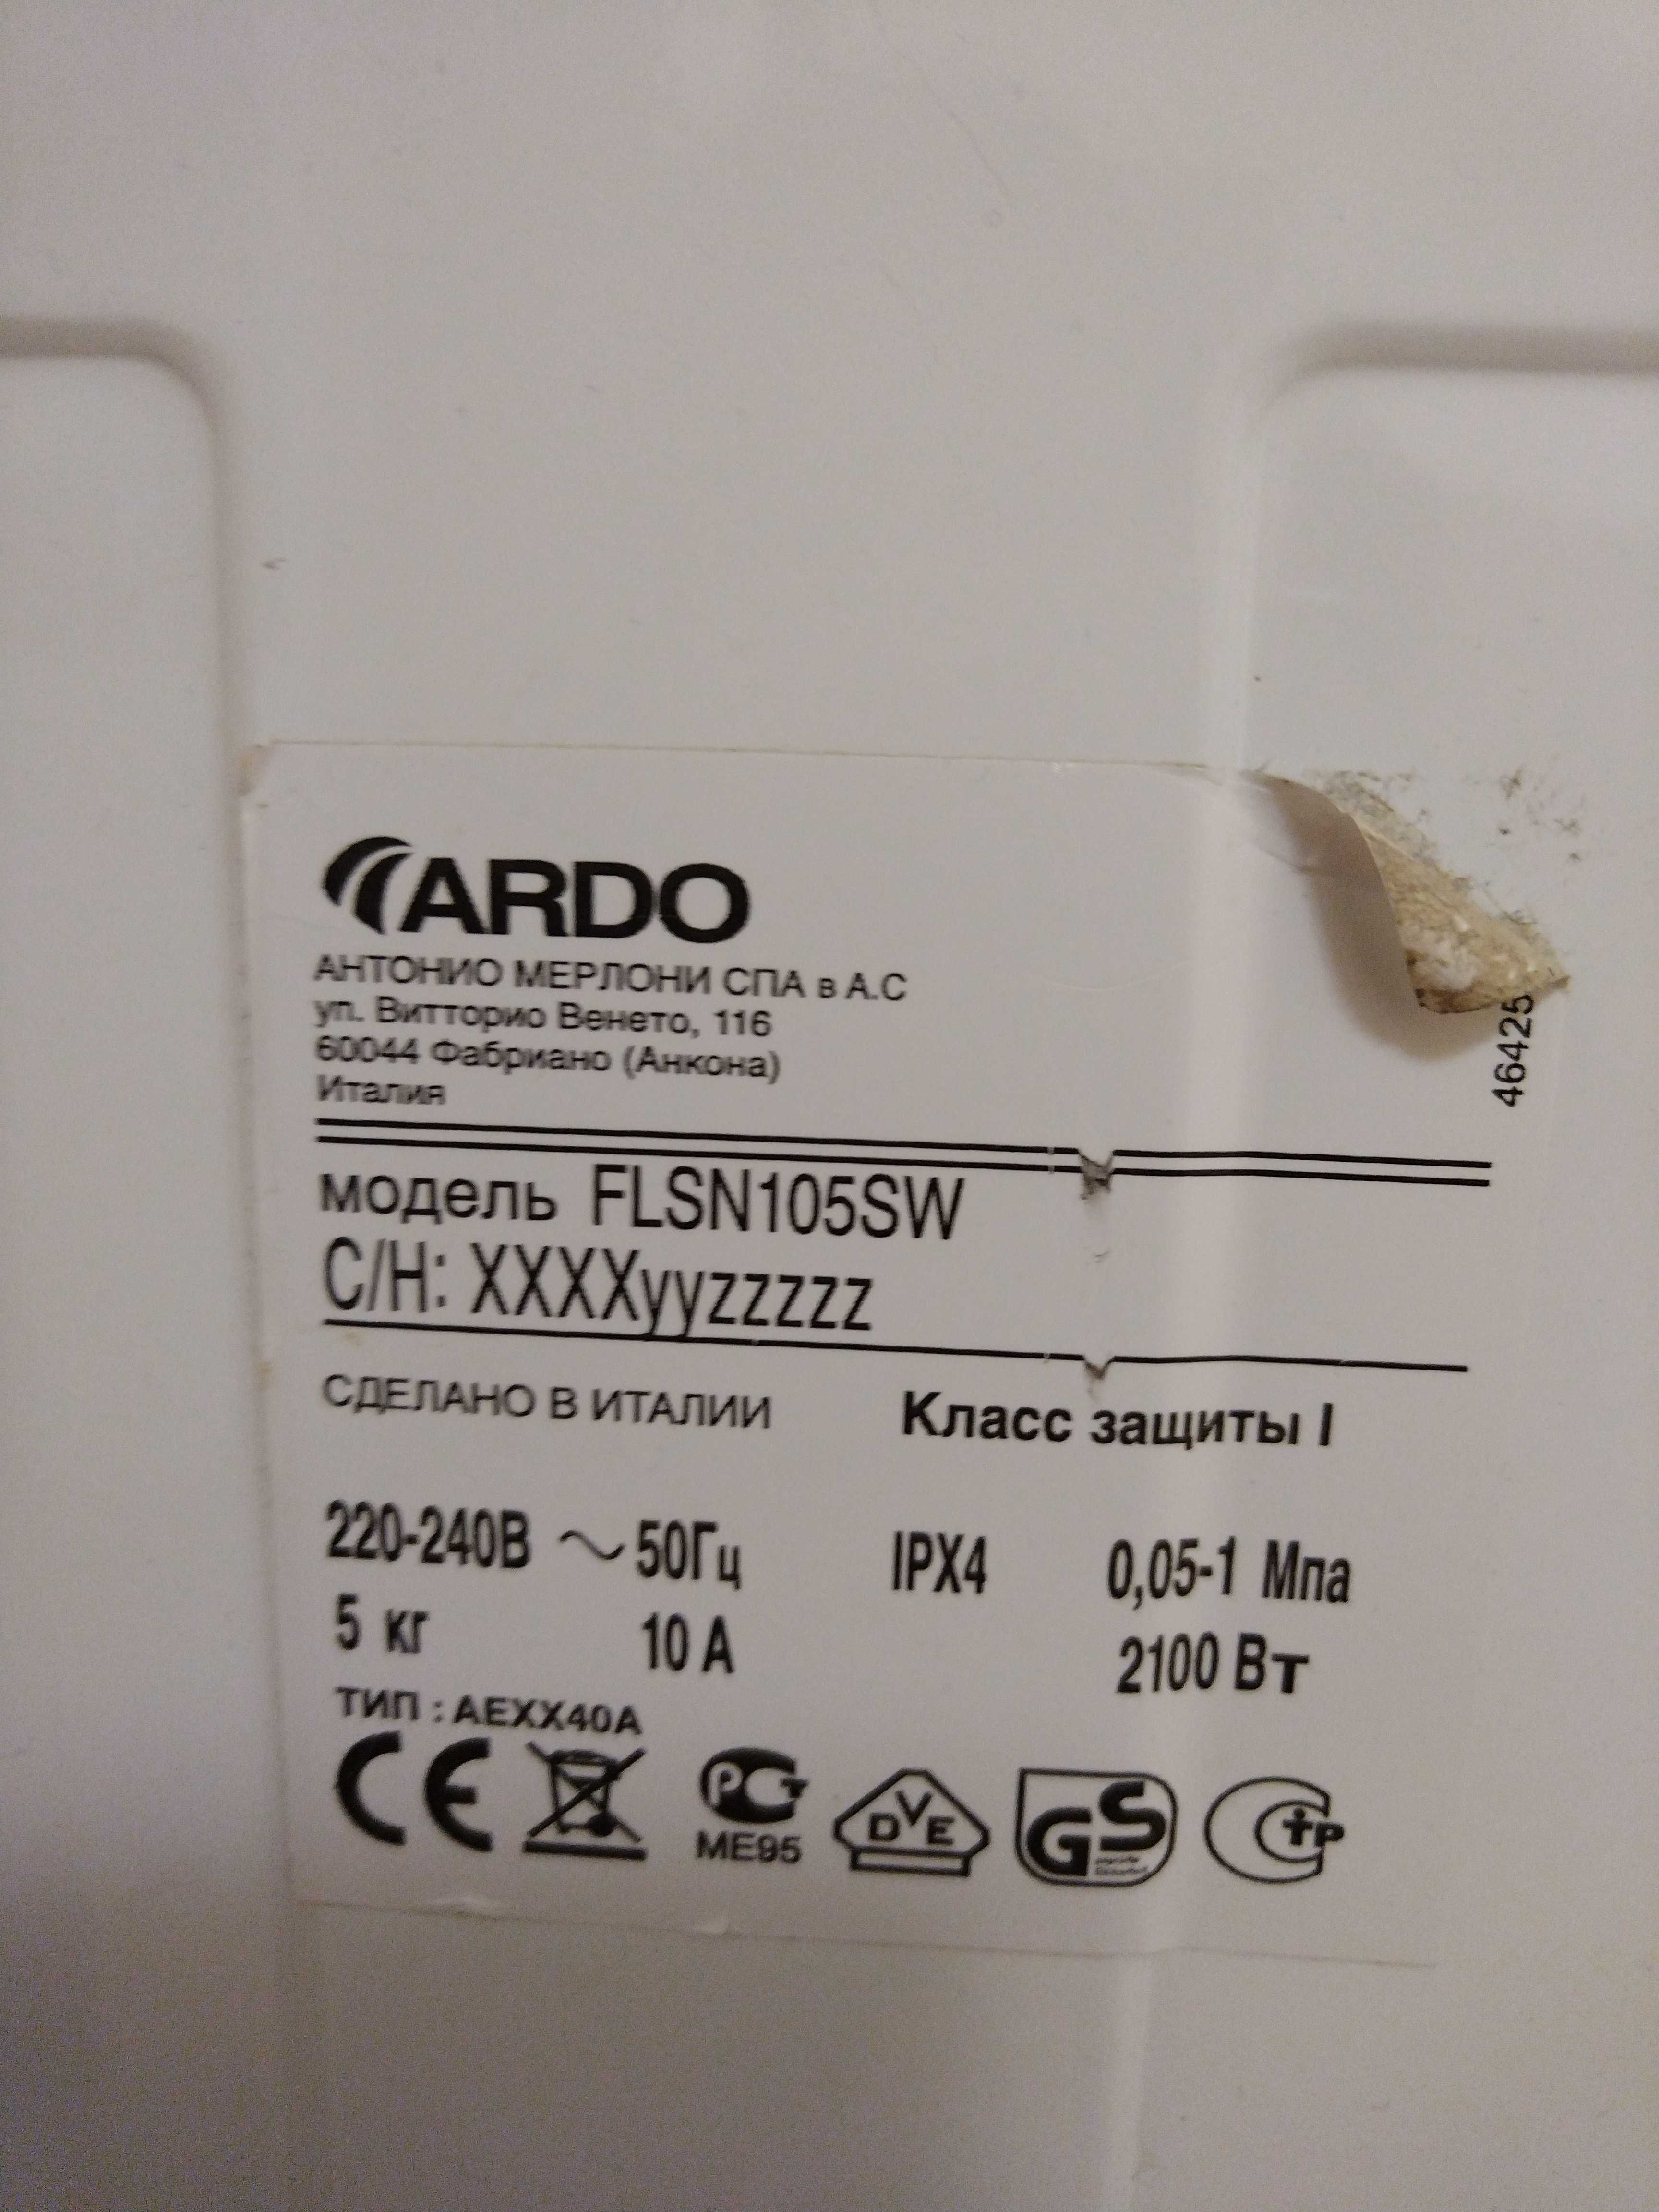 ARDO
АНТОНИО МЕРЛОНИ СПА в А.С
ул. Витторио Венето, 116
60044 Фабриано (Анкона)
Италия
46425
модель FLSN105SW
С/Н: XXXXyyzzzzz
СДЕЛАНО В ИТАЛИИ Класс защиты I
220-240В ~ 50Гц IPX4 0,05-1 Мпа
5 кг 10 А 2100 Вт
ТИП : AEXX40A
CE РСТ DVE GS Стр
ME95